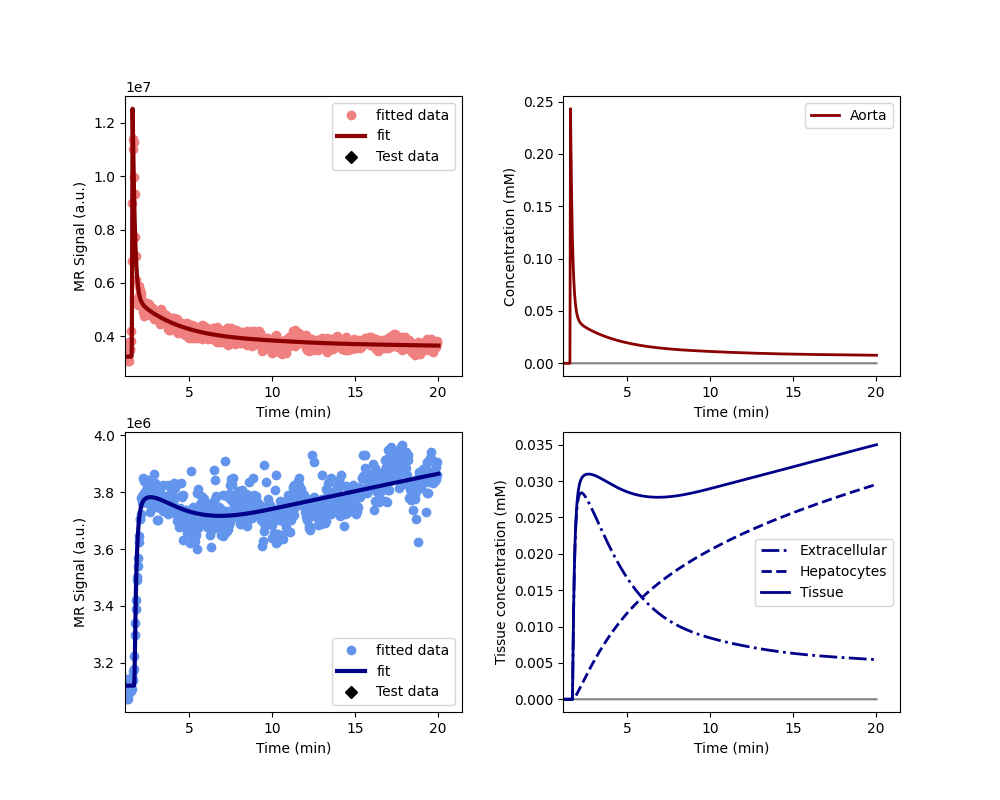 1e7
1.2
1.0
0.8
0.6
0.4
MR Signal (a.u.)
fitted data
fit
Test data
5
10
15
20
Time (min)
0.25
0.20
0.15
0.10
0.05
0.00
Concentration (mM)
Aorta
5
10
15
20
Time (min)
1e6
4.0
3.8
3.6
3.4
3.2
MR Signal (a.u.)
fitted data
fit
Test data
5
10
15
20
Time (min)
0.035
0.030
0.025
0.020
0.015
0.010
0.005
0.000
Tissue concentration (mM)
Extracellular
Hepatocytes
Tissue
5
10
15
20
Time (min)